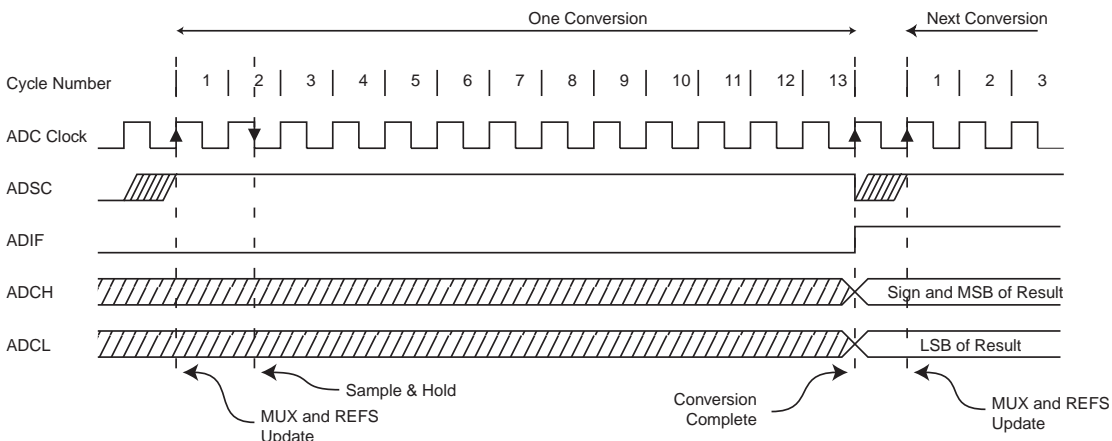 One Conversion Next Conversion
Cycle Number 1 2 3 4 5 6 7 8 9 10 11 12 13 1 2 3
ADC Clock
ADSC
ADIF
ADCH Sign and MSB of Result
ADCL LSB of Result
Sample & Hold
MUX and REFS
Update
Conversion
Complete
MUX and REFS
Update